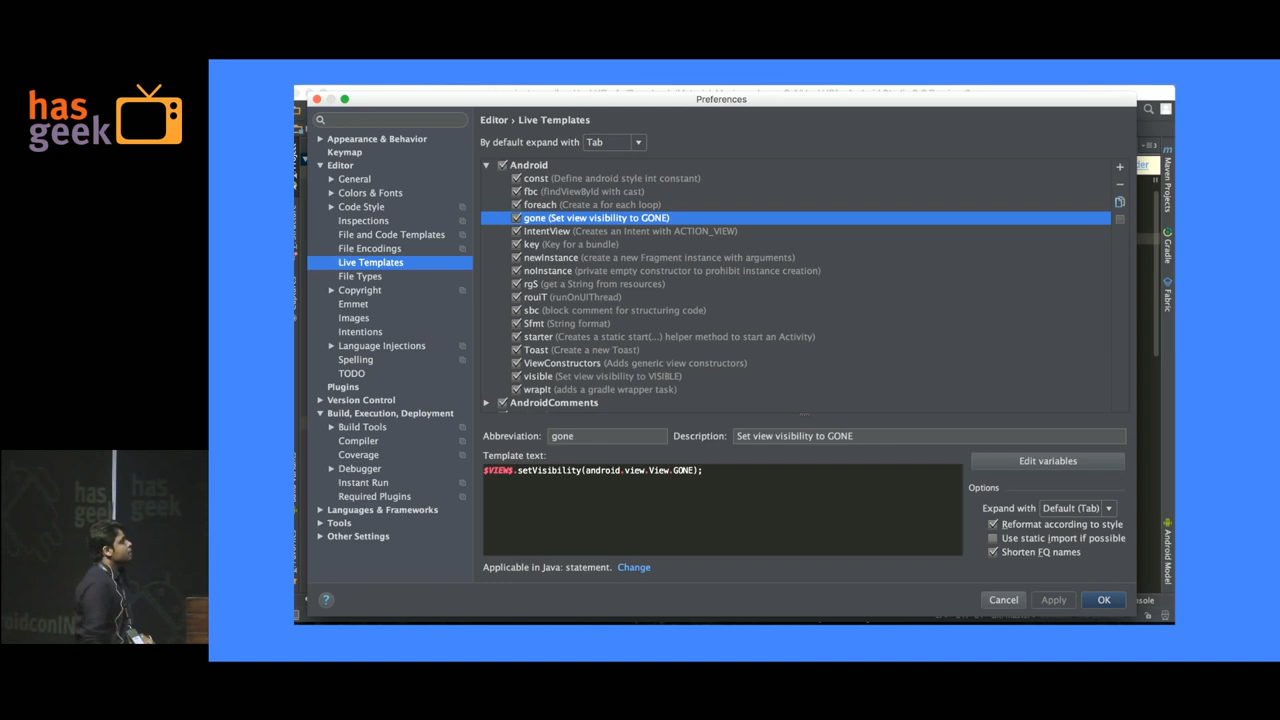 has
geek
Preferences
Appearance & Behavior
Keymap
Editor
General
Colors & Fonts
Code Style
Inspections
File and Code Templates
File Encodings
Live Templates
File Types
Copyright
Emmet
Images
Intentions
Language Injections
Spelling
TODO
Plugins
Version Control
Build, Execution, Deployment
Build Tools
Compiler
Coverage
Debugger
Instant Run
Required Plugins
Languages & Frameworks
Tools
Other Settings
Editor › Live Templates
By default expand with Tab
Android
const (Define android style int constant)
fbc (findViewById with cast)
foreach (Create a for each loop)
gone (Set view visibility to GONE)
IntentView (Creates an Intent with ACTION_VIEW)
key (Key for a bundle)
newInstance (create a new Fragment instance with arguments)
noInstance (private empty constructor to prohibit instance creation)
rgS (get a String from resources)
rouiT (runOnUIThread)
sbc (block comment for structuring code)
Sfmt (String format)
starter (Creates a static start(...) helper method to start an Activity)
Toast (Create a new Toast)
ViewConstructors (Adds generic view constructors)
visible (Set view visibility to VISIBLE)
wrapIt (adds a gradle wrapper task)
AndroidComments
Abbreviation: gone Description: Set view visibility to GONE
Template text:
$VIEW$.setVisibility(android.view.View.GONE);
Edit variables
Options
Expand with Default (Tab)
Reformat according to style
Use static import if possible
Shorten FQ names
Applicable in Java: statement. Change
? Cancel Apply OK
Maven Projects
Gradle
Fabric
Android Model
has
geek
has
geek
droidconIN